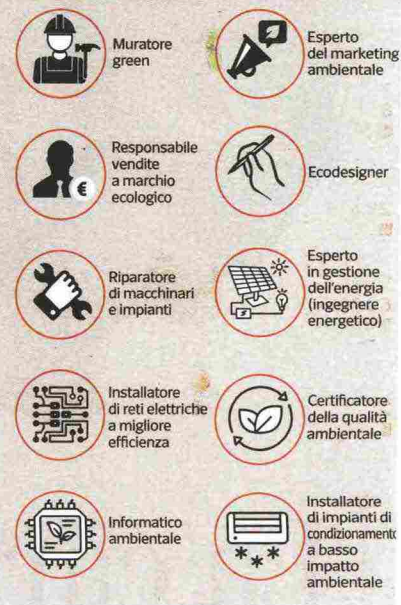 Muratore
green
Esperto
del marketing
ambientale
Responsabile
vendite
a marchio
ecologico
€
Ecodesigner
Riparatore
di macchinari
e impianti
Esperto
in gestione
dell'energia
(ingegnere
energetico)
Installatore
di reti elettriche
a migliore
efficienza
Certificatore
della qualità
ambientale
Informatico
ambientale
Installatore
di impianti di
condizionamento
a basso
impatto
ambientale